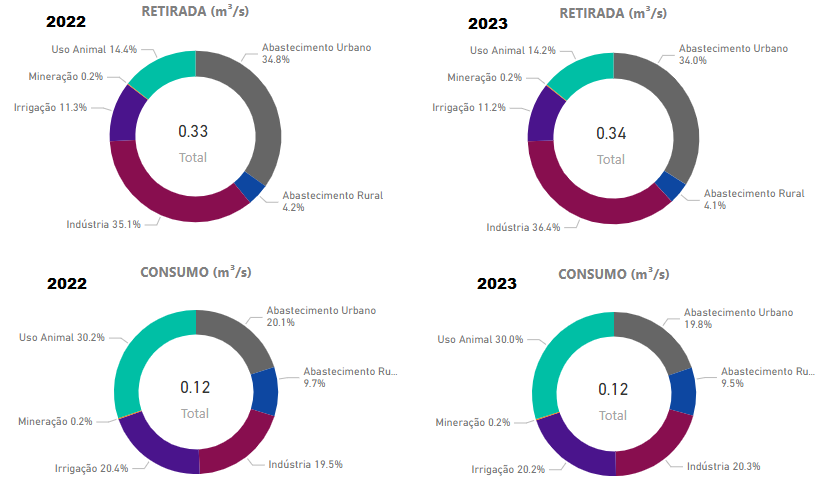 2022
RETIRADA (m³/s)
Uso Animal 14.4%
Abastecimento Urbano
34.8%
Mineração 0.2%
Irrigação 11.3%
0.33
Total
Abastecimento Rural
4.2%
Indústria 35.1%
2023
RETIRADA (m³/s)
Uso Animal 14.2%
Abastecimento Urbano
34.0%
Mineração 0.2%
Irrigação 11.2%
0.34
Total
Abastecimento Rural
4.1%
Indústria 36.4%
2022
CONSUMO (m³/s)
Abastecimento Urbano
20.1%
Uso Animal 30.2%
Abastecimento Ru...
9.7%
0.12
Total
Mineração 0.2%
Irrigação 20.4%
Indústria 19.5%
2023
CONSUMO (m³/s)
Abastecimento Urbano
19.8%
Uso Animal 30.0%
Abastecimento Ru...
9.5%
0.12
Total
Mineração 0.2%
Irrigação 20.2%
Indústria 20.3%